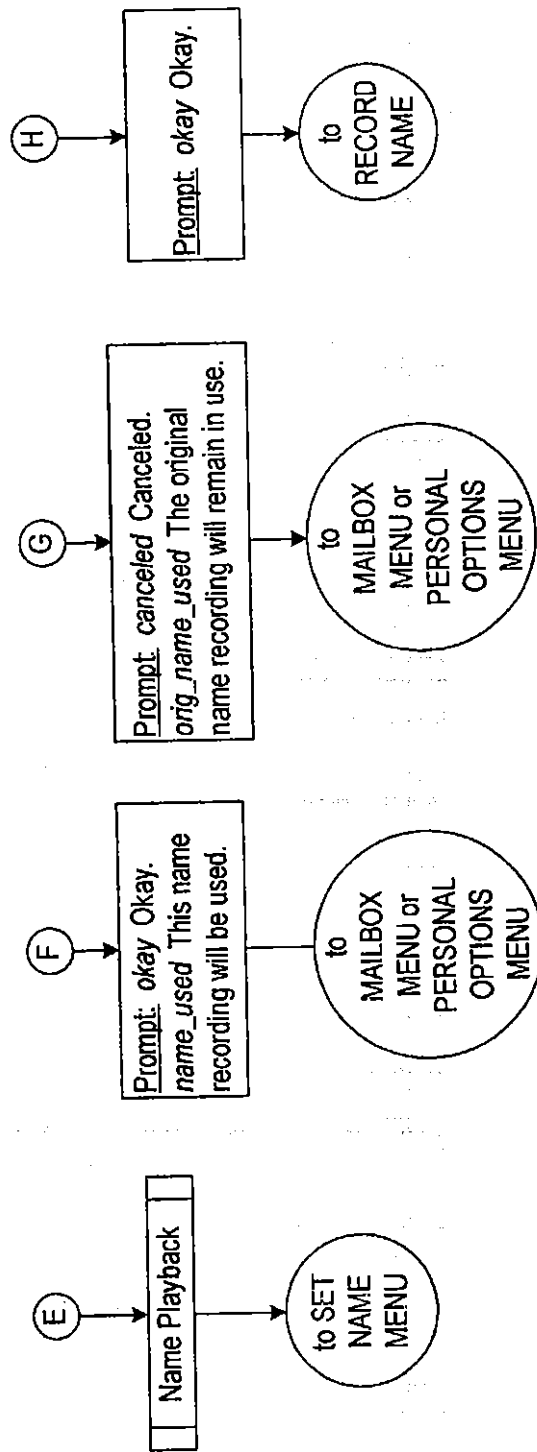 E
Name Playback
to SET
NAME
MENU
F
Prompt: okay Okay.
name_used This name
recording will be used.
to
MAILBOX
MENU or
PERSONAL
OPTIONS
MENU
G
Prompt: canceled Canceled.
orig_name_used The original
name recording will remain in use.
to
MAILBOX
MENU or
PERSONAL
OPTIONS
MENU
H
Prompt: okay Okay.
to
RECORD
NAME